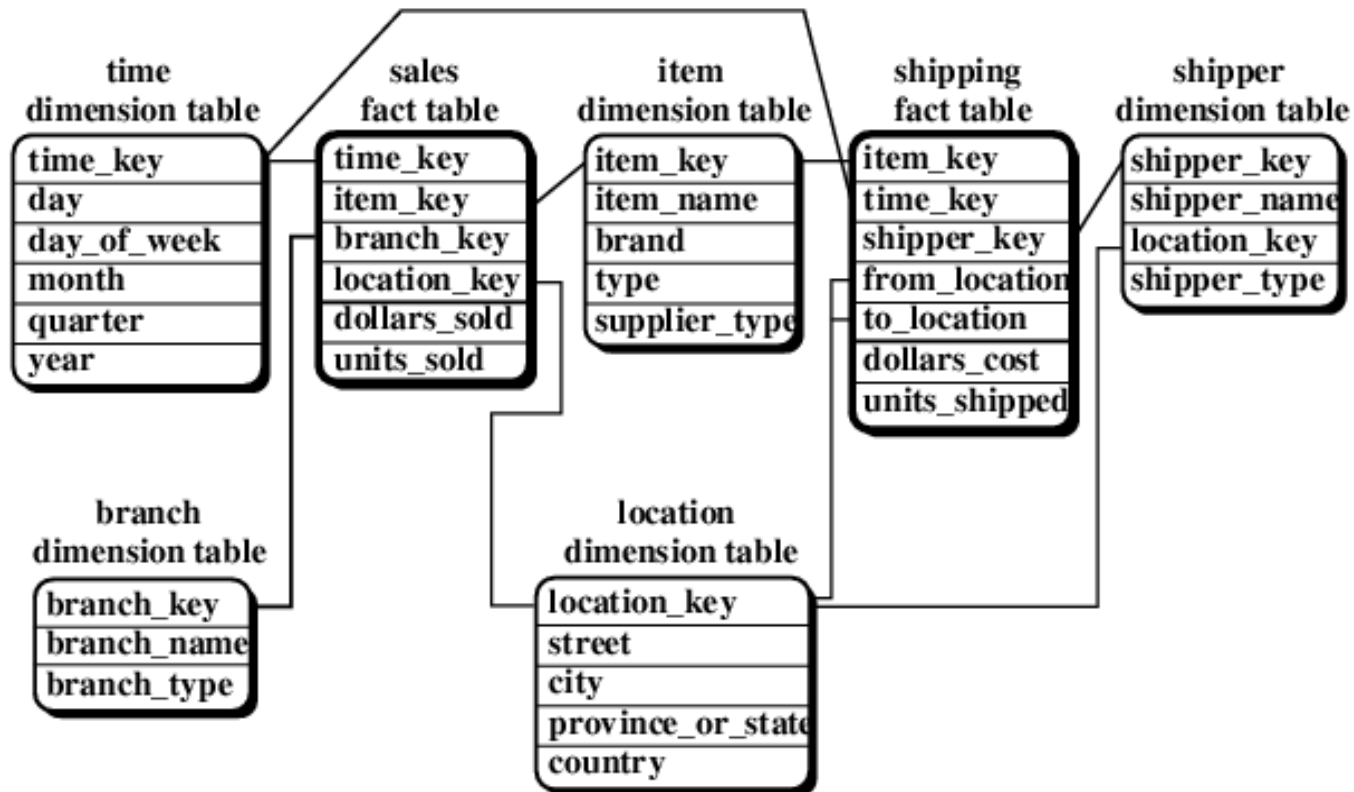 time
dimension table
time_key
day
day_of_week
month
quarter
year
sales
fact table
time_key
item_key
branch_key
location_key
dollars_sold
units_sold
item
dimension table
item_key
item_name
brand
type
supplier_type
shipping
fact table
item_key
time_key
shipper_key
from_location
to_location
dollars_cost
units_shipped
shipper
dimension table
shipper_key
shipper_name
location_key
shipper_type
branch
dimension table
branch_key
branch_name
branch_type
location
dimension table
location_key
street
city
province_or_state
country